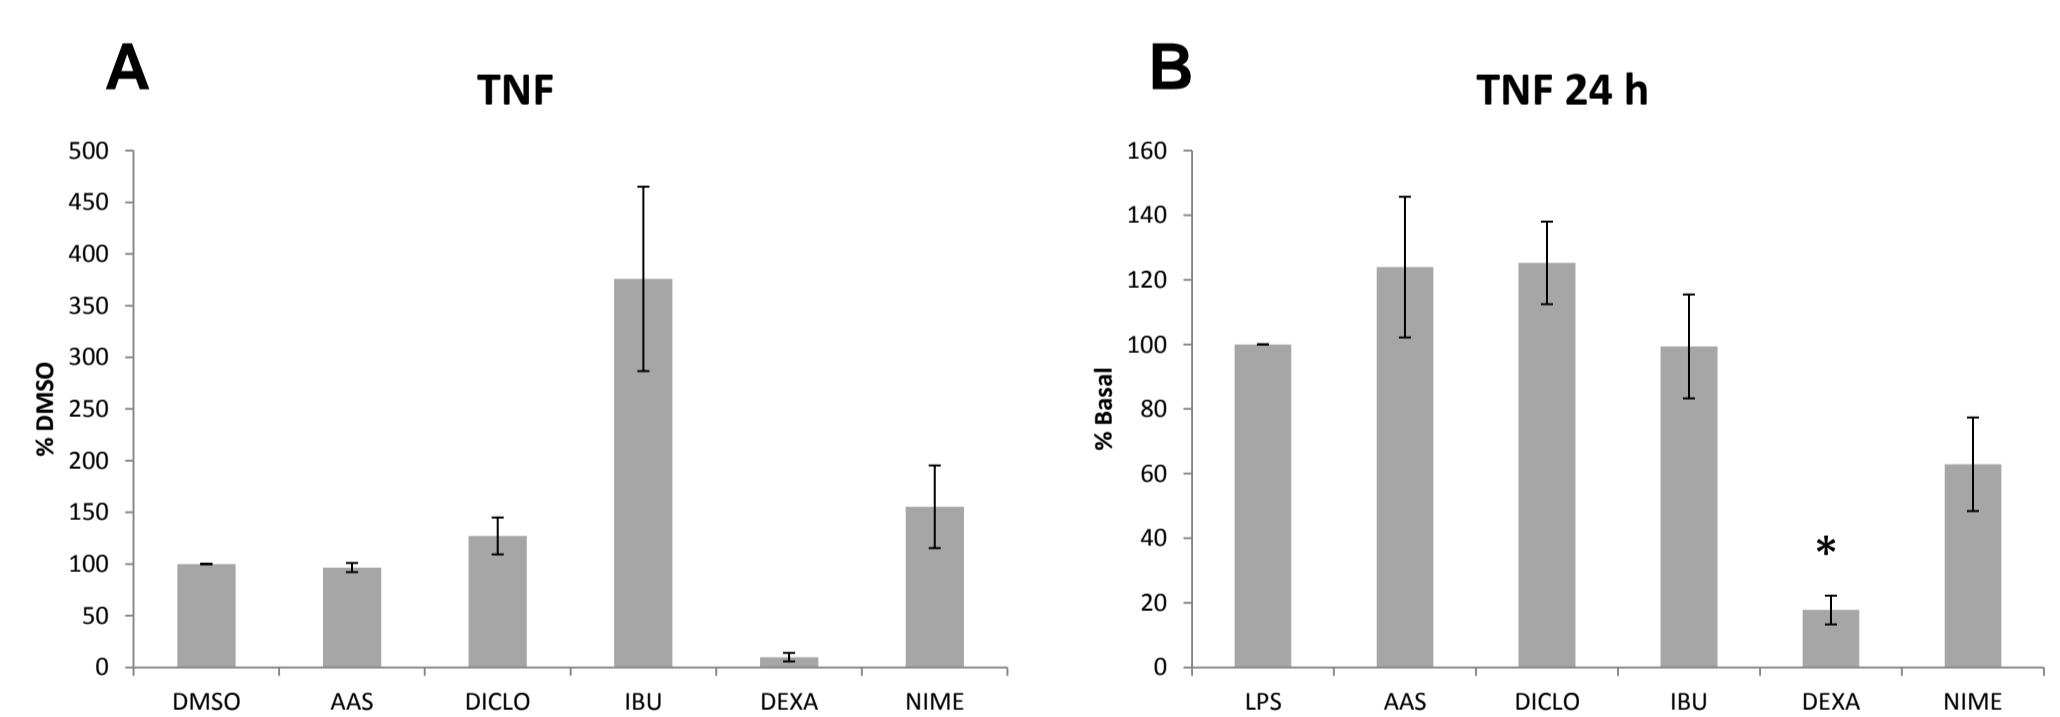 A
TNF
500
450
400
350
300
250
200
150
100
50
0
% DMSO
DMSO AAS DICLO IBU DEXA NIME
B
TNF 24 h
160
140
120
100
80
60
40
20
0
% Basal
*
LPS AAS DICLO IBU DEXA NIME